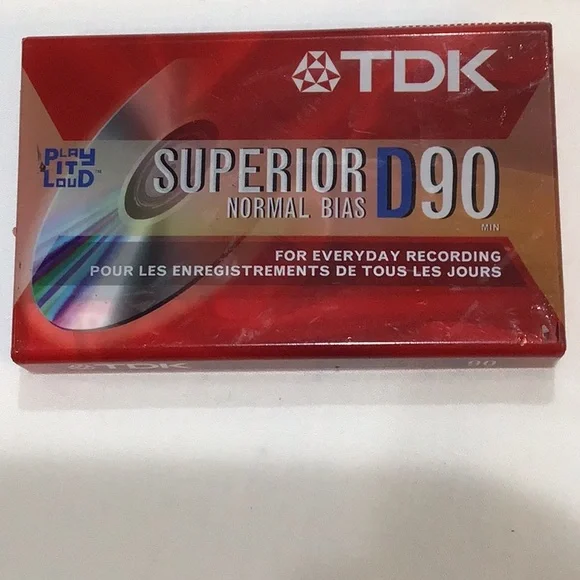 TDK
PLAY
IT
LOUD™
SUPERIOR D90
NORMAL BIAS
MIN
FOR EVERYDAY RECORDING
POUR LES ENREGISTREMENTS DE TOUS LES JOURS
TDK
90